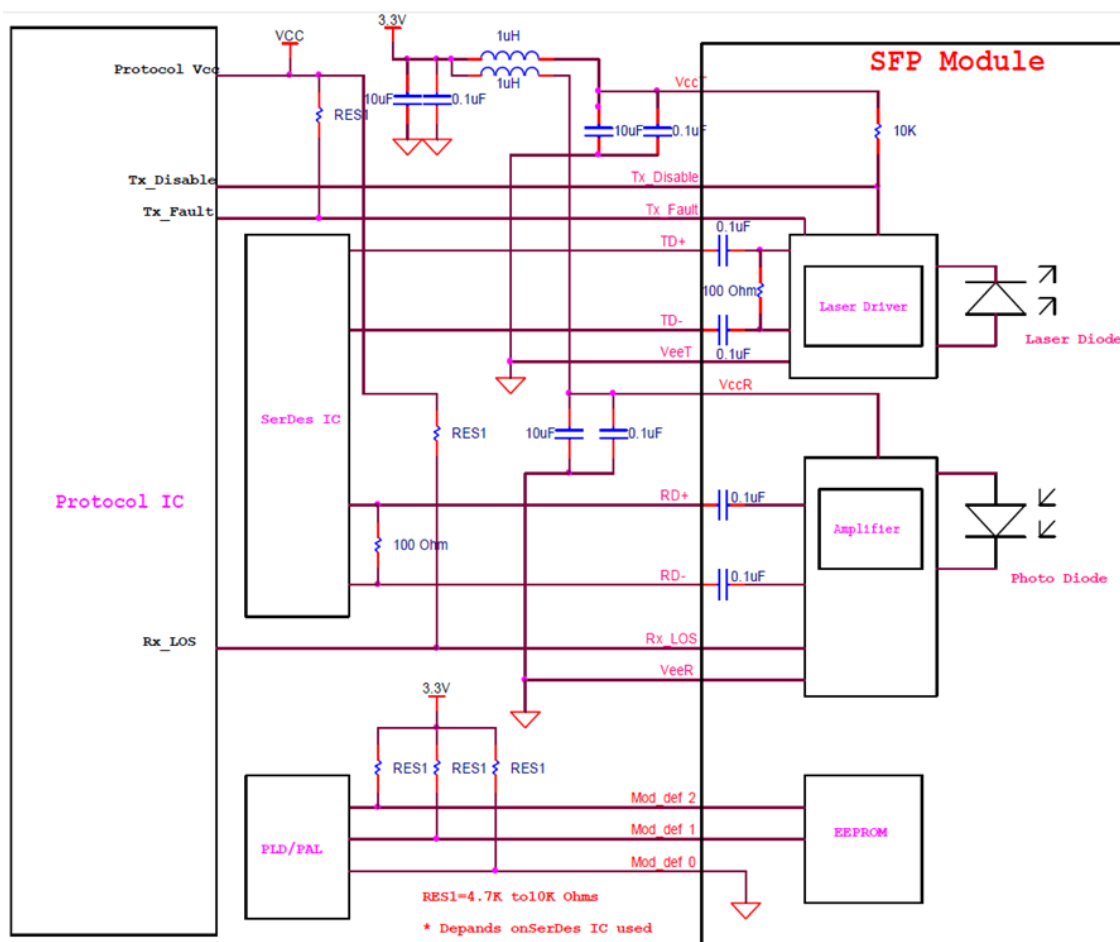 3.3V
1uH
VCC
SFP Module
Protocol Vcc
1uH
VccT
10uF
0.1uF
RES1
10uF
0.1uF
10K
Tx_Disable
Tx_Disable
Tx_Fault
Tx_Fault
0.1uF
TD+
100 Ohm
Laser Driver
TD-
Laser Diode
0.1uF
VeeT
VccR
SerDes IC
RES1
10uF
0.1uF
Protocol IC
RD+
0.1uF
Amplifier
100 Ohm
RD-
0.1uF
Photo Diode
Rx_LOS
Rx_LOS
VeeR
3.3V
RES1
RES1
RES1
Mod_def 2
Mod_def 1
EEPROM
PLD/PAL
Mod_def 0
RES1=4.7K to10K Ohms
* Depands onSerDes IC used